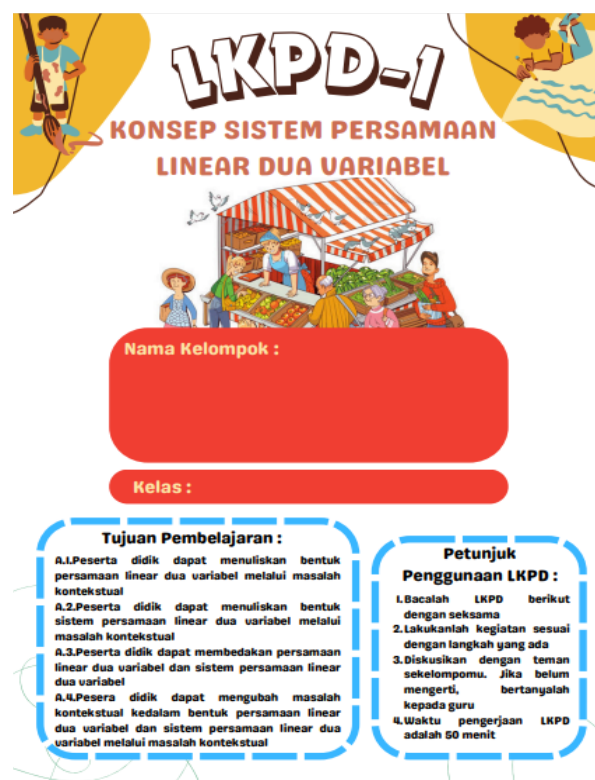 LKPD-1
KONSEP SISTEM PERSAMAAN
LINEAR DUA VARIABEL
Nama Kelompok :
Kelas :
Tujuan Pembelajaran :
A.1.Peserta didik dapat menuliskan bentuk
persamaan linear dua variabel melalui masalah
kontekstual
A.2.Peserta didik dapat menuliskan bentuk
sistem persamaan linear dua variabel melalui
masalah kontekstual
A.3.Peserta didik dapat membedakan persamaan
linear dua variabel dan sistem persamaan linear
dua variabel
A.4.Pesera didik dapat mengubah masalah
kontekstual kedalam bentuk persamaan linear
dua variabel dan sistem persamaan linear dua
variabel melalui masalah kontekstual
Petunjuk
Penggunaan LKPD :
1.Bacalah LKPD berikut
dengan seksama
2.Lakukanlah kegiatan sesuai
dengan langkah yang ada
3.Diskusikan dengan teman
sekelompomu. Jika belum
mengerti, bertanyalah
kepada guru
4.Waktu pengerjaan LKPD
adalah 50 menit